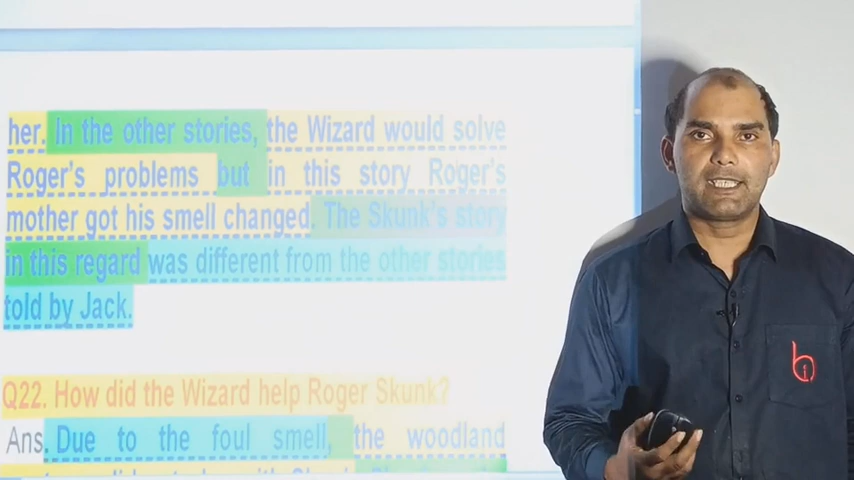 her. In the other stories, the Wizard would solve
Roger's problems but in this story Roger's
mother got his smell changed. The Skunk's story
in this regard was different from the other stories
told by Jack.
Q22. How did the Wizard help Roger Skunk?
Ans. Due to the foul smell, the woodland
bi